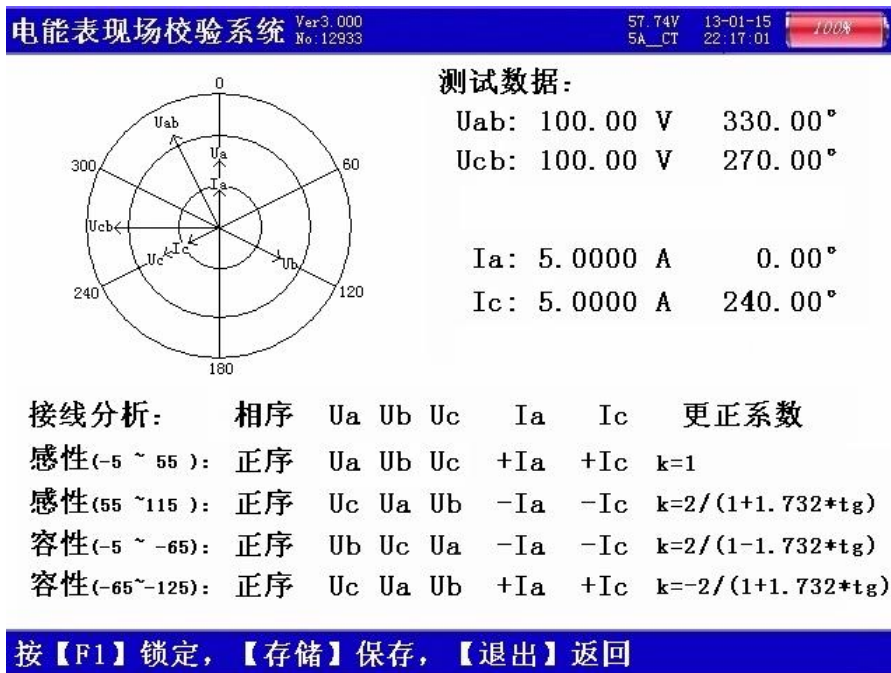 电能表现场校验系统 Ver3.000 No:12933 57.74V 5A__CT 13-01-15 22:17:01 100%
0
60
120
180
240
300
Uab
Ua
Ia
Ucb
Uc
Ic
Ub
测试数据:
Uab: 100.00 V 330.00°
Ucb: 100.00 V 270.00°
Ia: 5.0000 A 0.00°
Ic: 5.0000 A 240.00°
接线分析: 相序 Ua Ub Uc Ia Ic 更正系数
感性(-5 ~ 55 ): 正序 Ua Ub Uc +Ia +Ic k=1
感性(55 ~115 ): 正序 Uc Ua Ub -Ia -Ic k=2/(1+1.732*tg)
容性(-5 ~ -65): 正序 Ub Uc Ua -Ia -Ic k=2/(1-1.732*tg)
容性(-65~-125): 正序 Uc Ua Ub +Ia +Ic k=-2/(1+1.732*tg)
按【F1】锁定，【存储】保存，【退出】返回